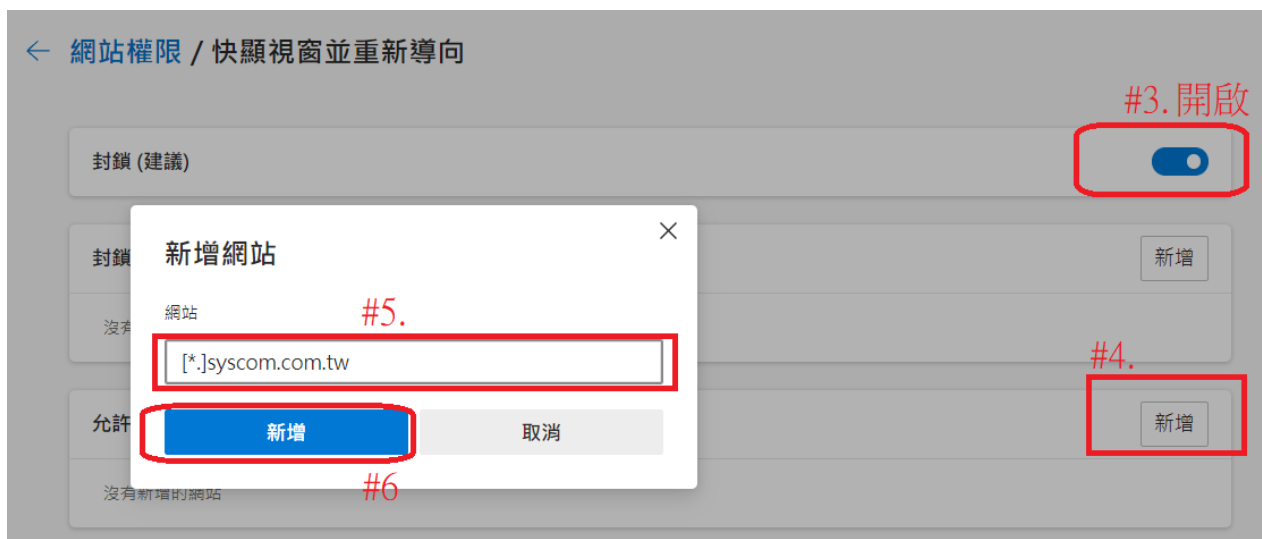 ← 網站權限 / 快顯視窗並重新導向
#3. 開啟
封鎖 (建議)
封鎖
新增
沒有
新增網站
網站
#5.
[*.]syscom.com.tw
新增
取消
#6
#4.
允許
新增
沒有新增的網站